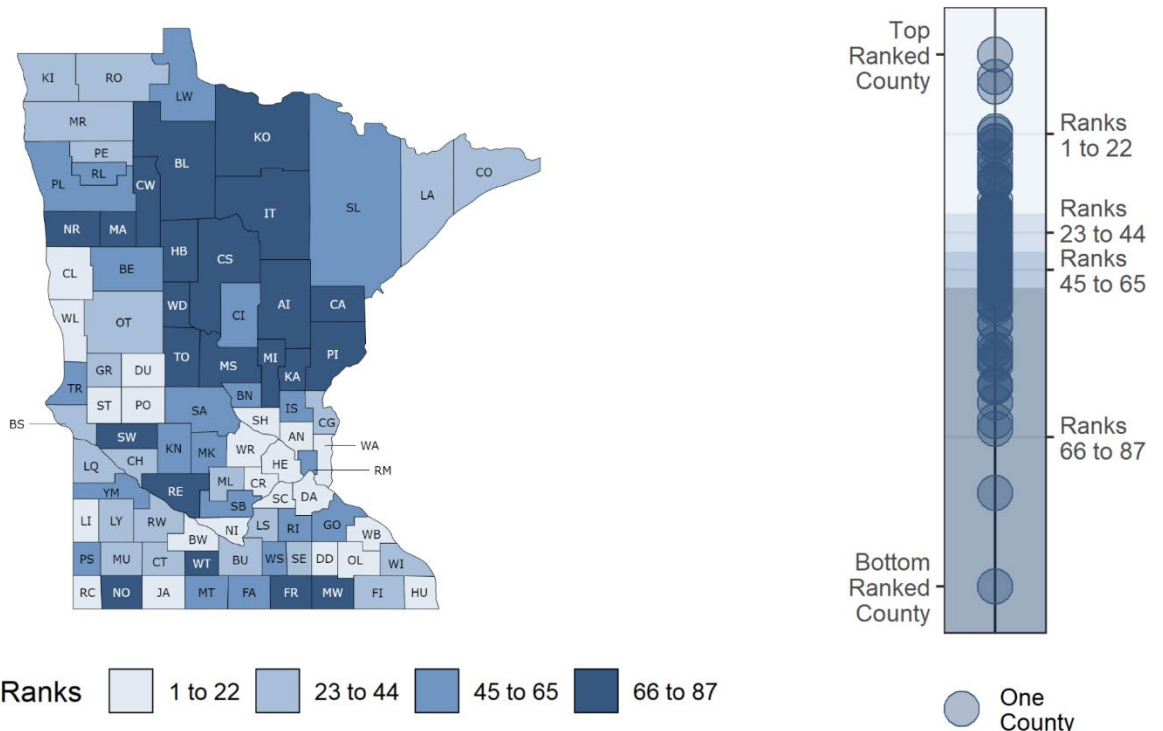 KI RO LW
MR KO
PE BL CO
RL
PL CW LA
SL
IT
NR MA
HB
CS
CL BE
AI CA
WD
WL CI
OT
PI
TO MI
MS
GR DU KA
TR
BN
ST PO IS
SA
BS SH CG
AN
SW WA
KN WR
MK HE
CH RM
LQ
ML CR
RE DA
YM SC
SB
LI LY RW NI LS RI GO
WB
BW
PS MU CT WT BU WS SE DD OL WI
RC NO JA MT FA FR MW FI HU
Ranks 1 to 22 23 to 44 45 to 65 66 to 87
Top
Ranked
County
Ranks
1 to 22
Ranks
23 to 44
Ranks
45 to 65
Ranks
66 to 87
Bottom
Ranked
County
One
County